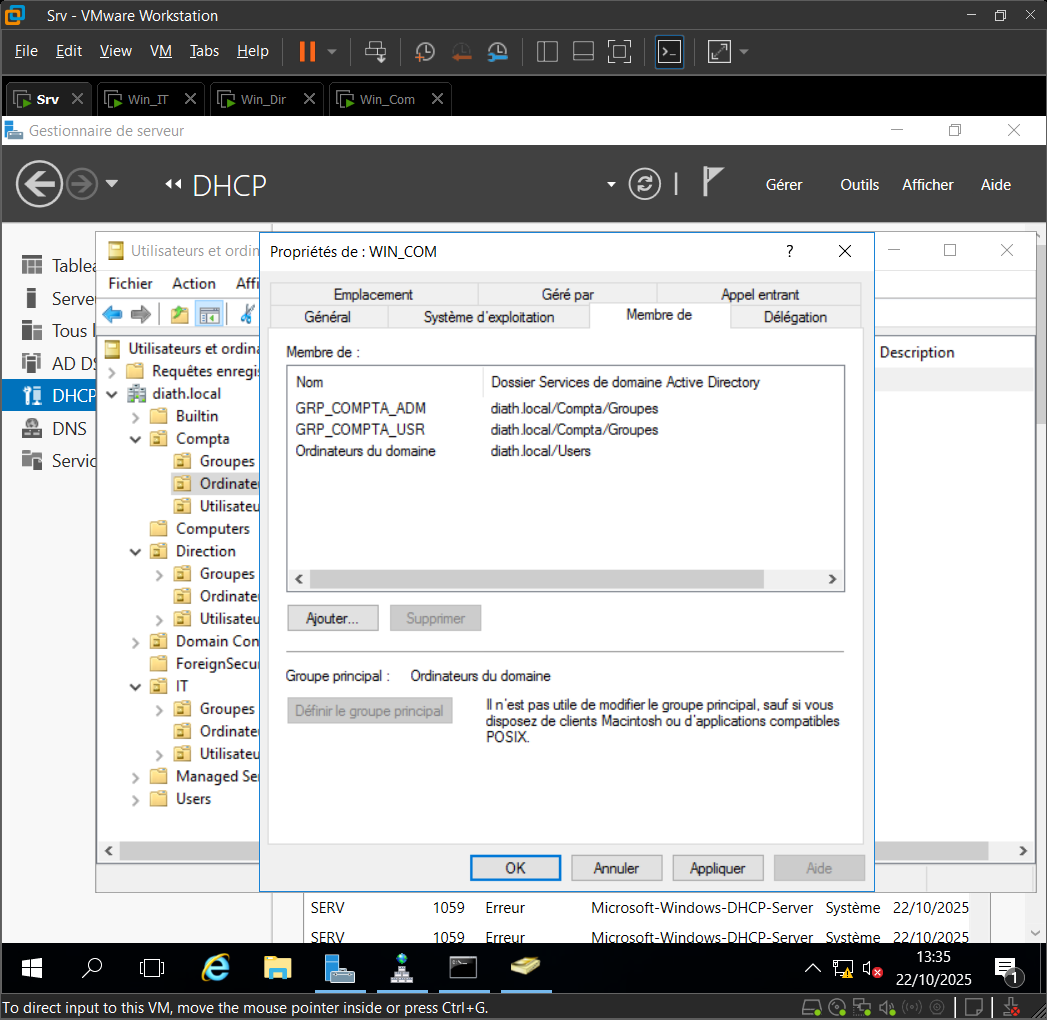 Srv - VMware Workstation
File Edit View VM Tabs Help
Srv Win_IT Win_Dir Win_Com
Gestionnaire de serveur
DHCP
Gérer Outils Afficher Aide
Utilisateurs et ordin
Propriétés de : WIN_COM
?
Fichier Action Affi
Emplacement Géré par Appel entrant
Général Système d'exploitation Membre de Délégation
Membre de :
Nom Dossier Services de domaine Active Directory
GRP_COMPTA_ADM diath.local/Compta/Groupes
GRP_COMPTA_USR diath.local/Compta/Groupes
Ordinateurs du domaine diath.local/Users
Ajouter... Supprimer
Groupe principal : Ordinateurs du domaine
Définir le groupe principal
Il n'est pas utile de modifier le groupe principal, sauf si vous
disposez de clients Macintosh ou d'applications compatibles
POSIX.
OK Annuler Appliquer Aide
Description
Tablea
Serve
Tous l
AD DS
DHCP
DNS
Servic
Utilisateurs et ordina
Requêtes enregis
diath.local
Builtin
Compta
Groupes
Ordinate
Utilisateu
Computers
Direction
Groupes
Ordinate
Utilisateu
Domain Con
ForeignSecu
IT
Groupes
Ordinate
Utilisateu
Managed Se
Users
SERV 1059 Erreur Microsoft-Windows-DHCP-Server Système 22/10/2025
SERV 1059 Erreur Microsoft-Windows-DHCP-Server Système 22/10/2025
13:35
22/10/2025
1
To direct input to this VM, move the mouse pointer inside or press Ctrl+G.